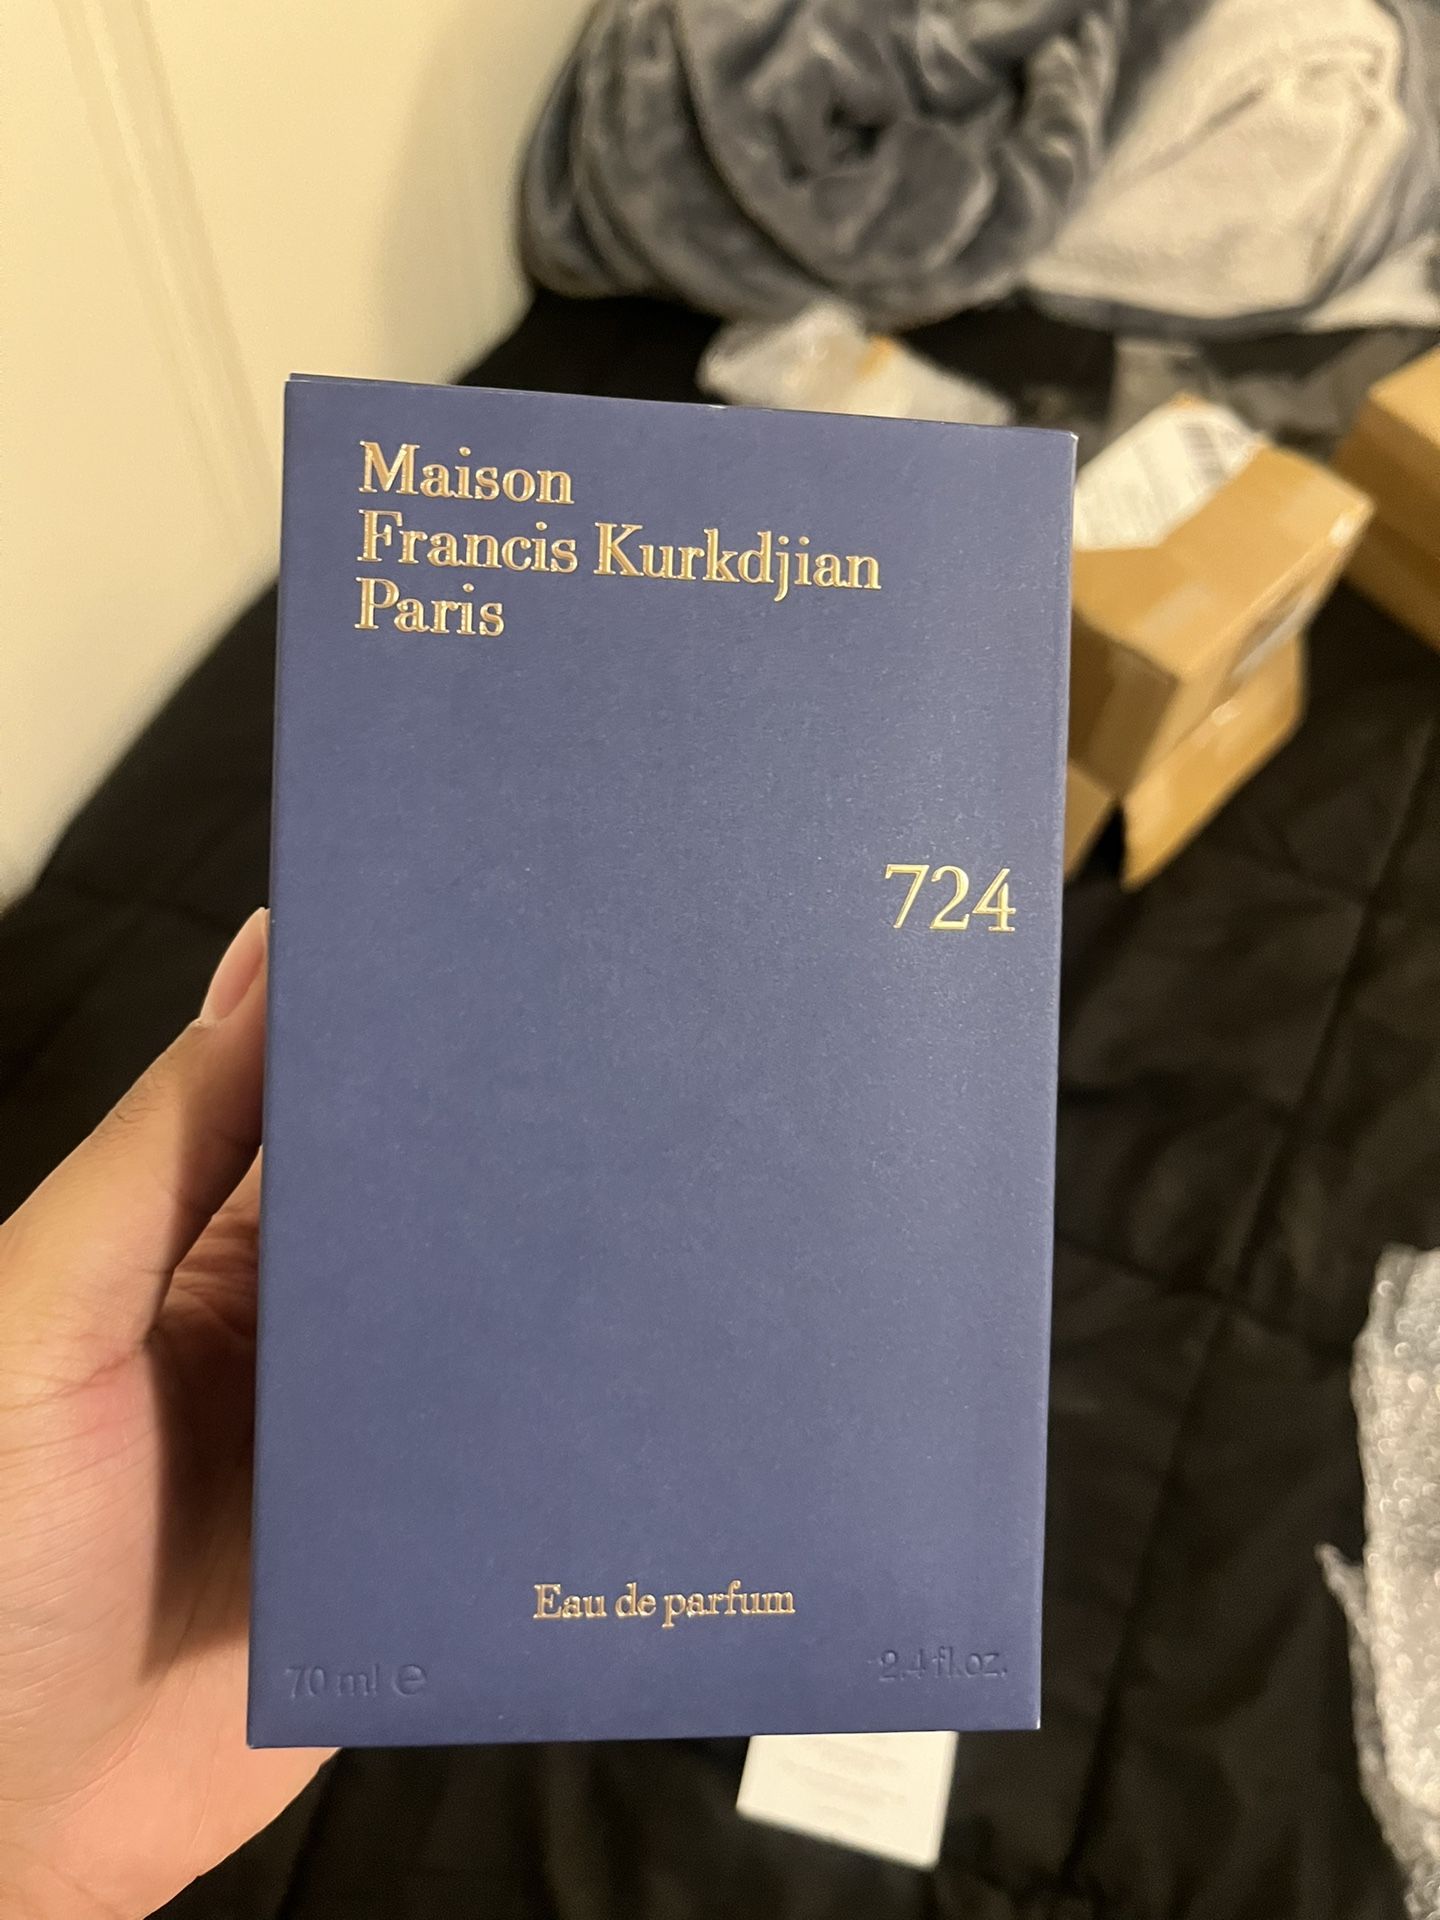 Maison
Francis Kurkdjian
Paris
724
Eau de parfum
70 ml ℮
2.4 fl.oz.